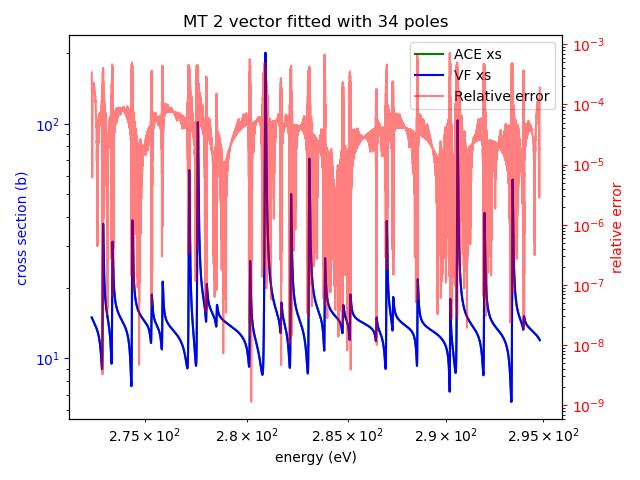 MT 2 vector fitted with 34 poles
ACE xs
VF xs
Relative error
10²
10¹
cross section (b)
10⁻³
10⁻⁴
10⁻⁵
10⁻⁶
10⁻⁷
10⁻⁸
10⁻⁹
relative error
2.75 × 10² 2.8 × 10² 2.85 × 10² 2.9 × 10² 2.95 × 10²
energy (eV)